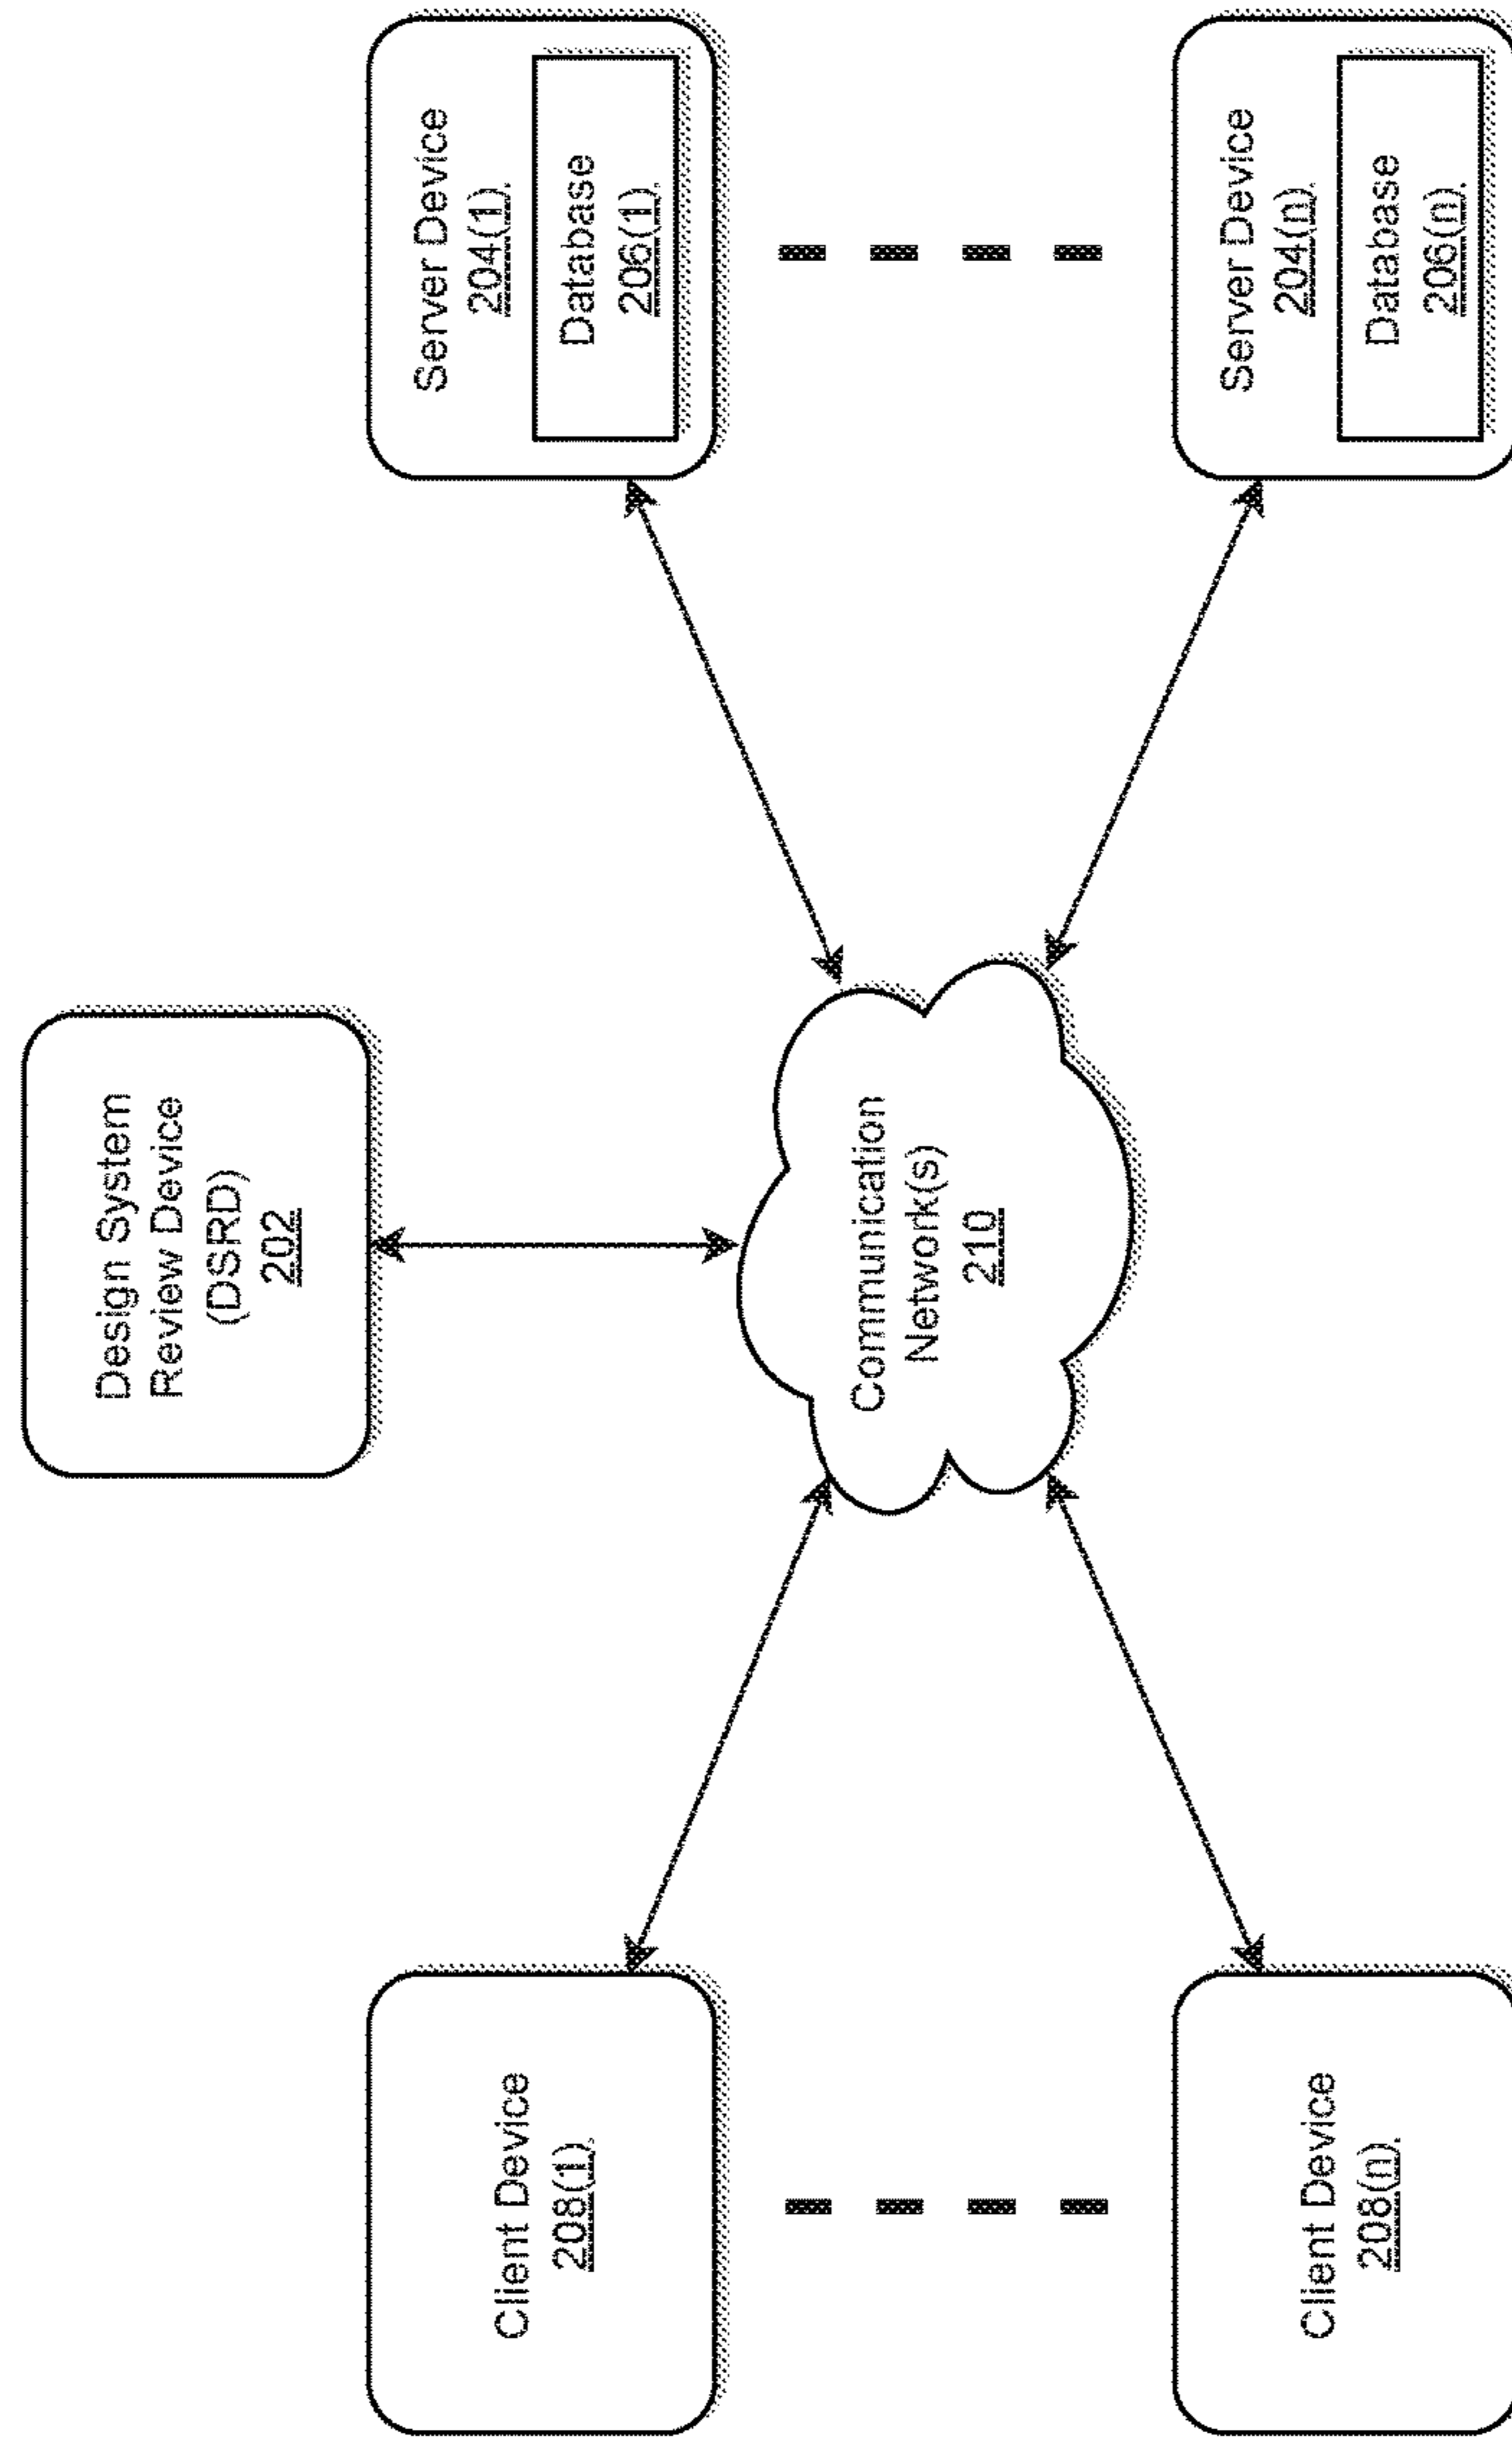 Design System
Review Device
(DSRD)
202
Client Device
208(1)
Server Device
204(1)
Database
206(1)
Communication
Network(s)
210
Client Device
208(n)
Server Device
204(n)
Database
206(n)